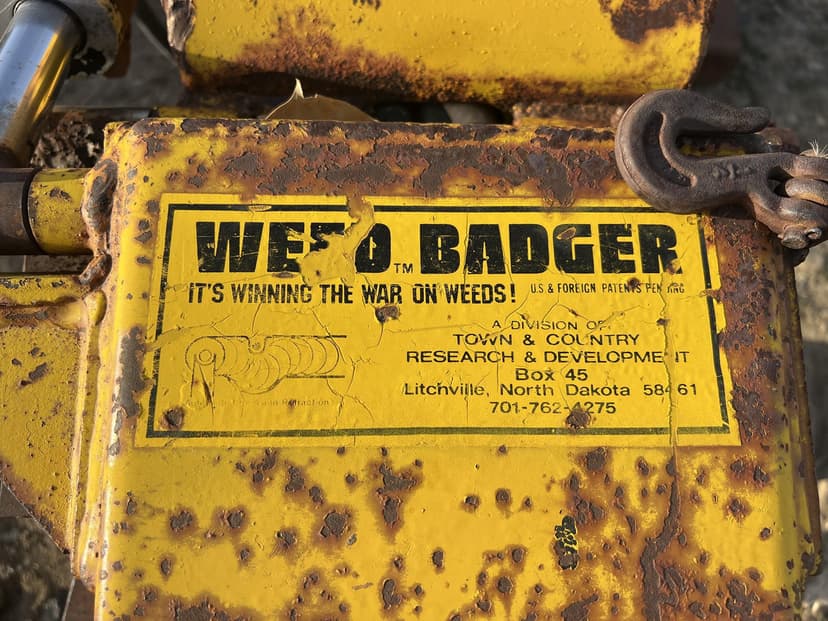 WEED™ BADGER
IT'S WINNING THE WAR ON WEEDS!
U.S & FOREIGN PATENTS PENDING
A DIVISION OF
TOWN & COUNTRY
RESEARCH & DEVELOPMENT
Box 45
Litchville, North Dakota 58461
701-762-4275